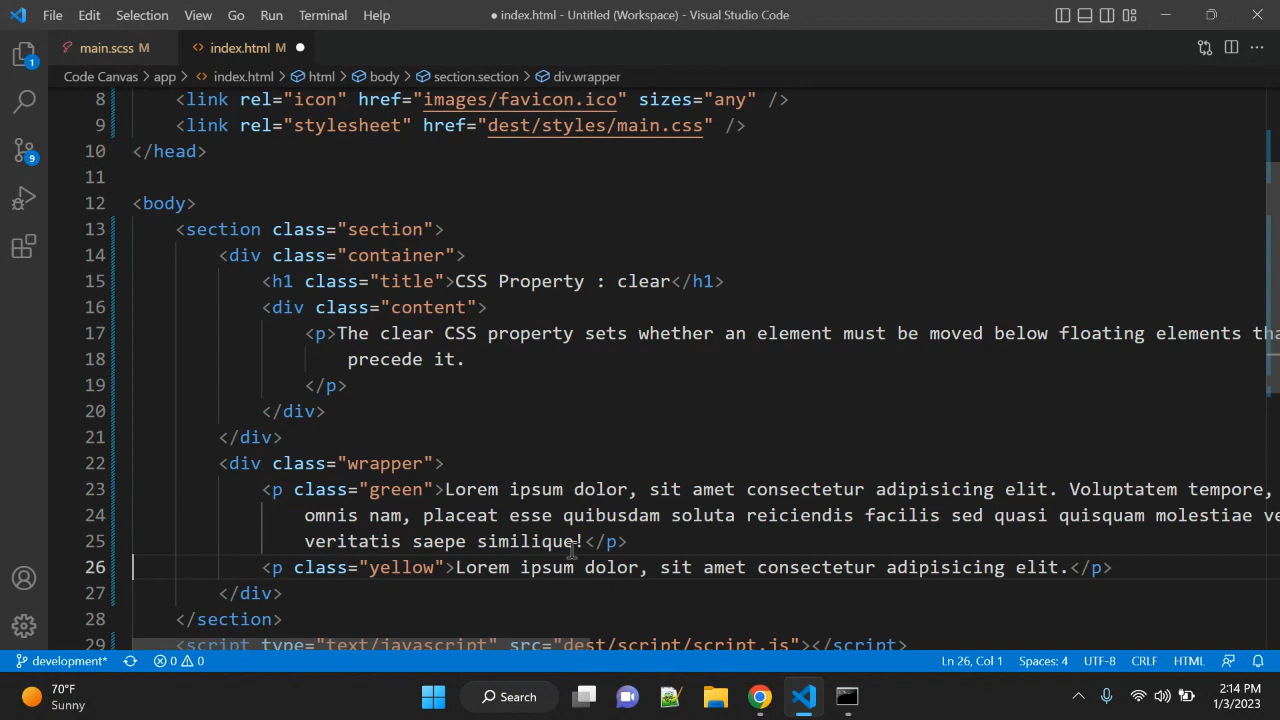 File Edit Selection View Go Run Terminal Help
● index.html - Untitled (Workspace) - Visual Studio Code
main.scss M
index.html M ●
Code Canvas > app > index.html > html > body > section.section > div.wrapper
8 <link rel="icon" href="images/favicon.ico" sizes="any" />
9 <link rel="stylesheet" href="dest/styles/main.css" />
10 </head>
11
12 <body>
13 <section class="section">
14 <div class="container">
15 <h1 class="title">CSS Property : clear</h1>
16 <div class="content">
17 <p>The clear CSS property sets whether an element must be moved below floating elements tha
18 precede it.
19 </p>
20 </div>
21 </div>
22 <div class="wrapper">
23 <p class="green">Lorem ipsum dolor, sit amet consectetur adipisicing elit. Voluptatem tempore,
24 omnis nam, placeat esse quibusdam soluta reiciendis facilis sed quasi quisquam molestiae ve
25 veritatis saepe similique!</p>
26 <p class="yellow">Lorem ipsum dolor, sit amet consectetur adipisicing elit.</p>
27 </div>
28 </section>
29 <script type="text/javascript" src="dest/script/script.js"></script>
1
9
development* 0 0 Ln 26, Col 1 Spaces: 4 UTF-8 CRLF HTML
70°F
Sunny
Search
2:14 PM
1/3/2023